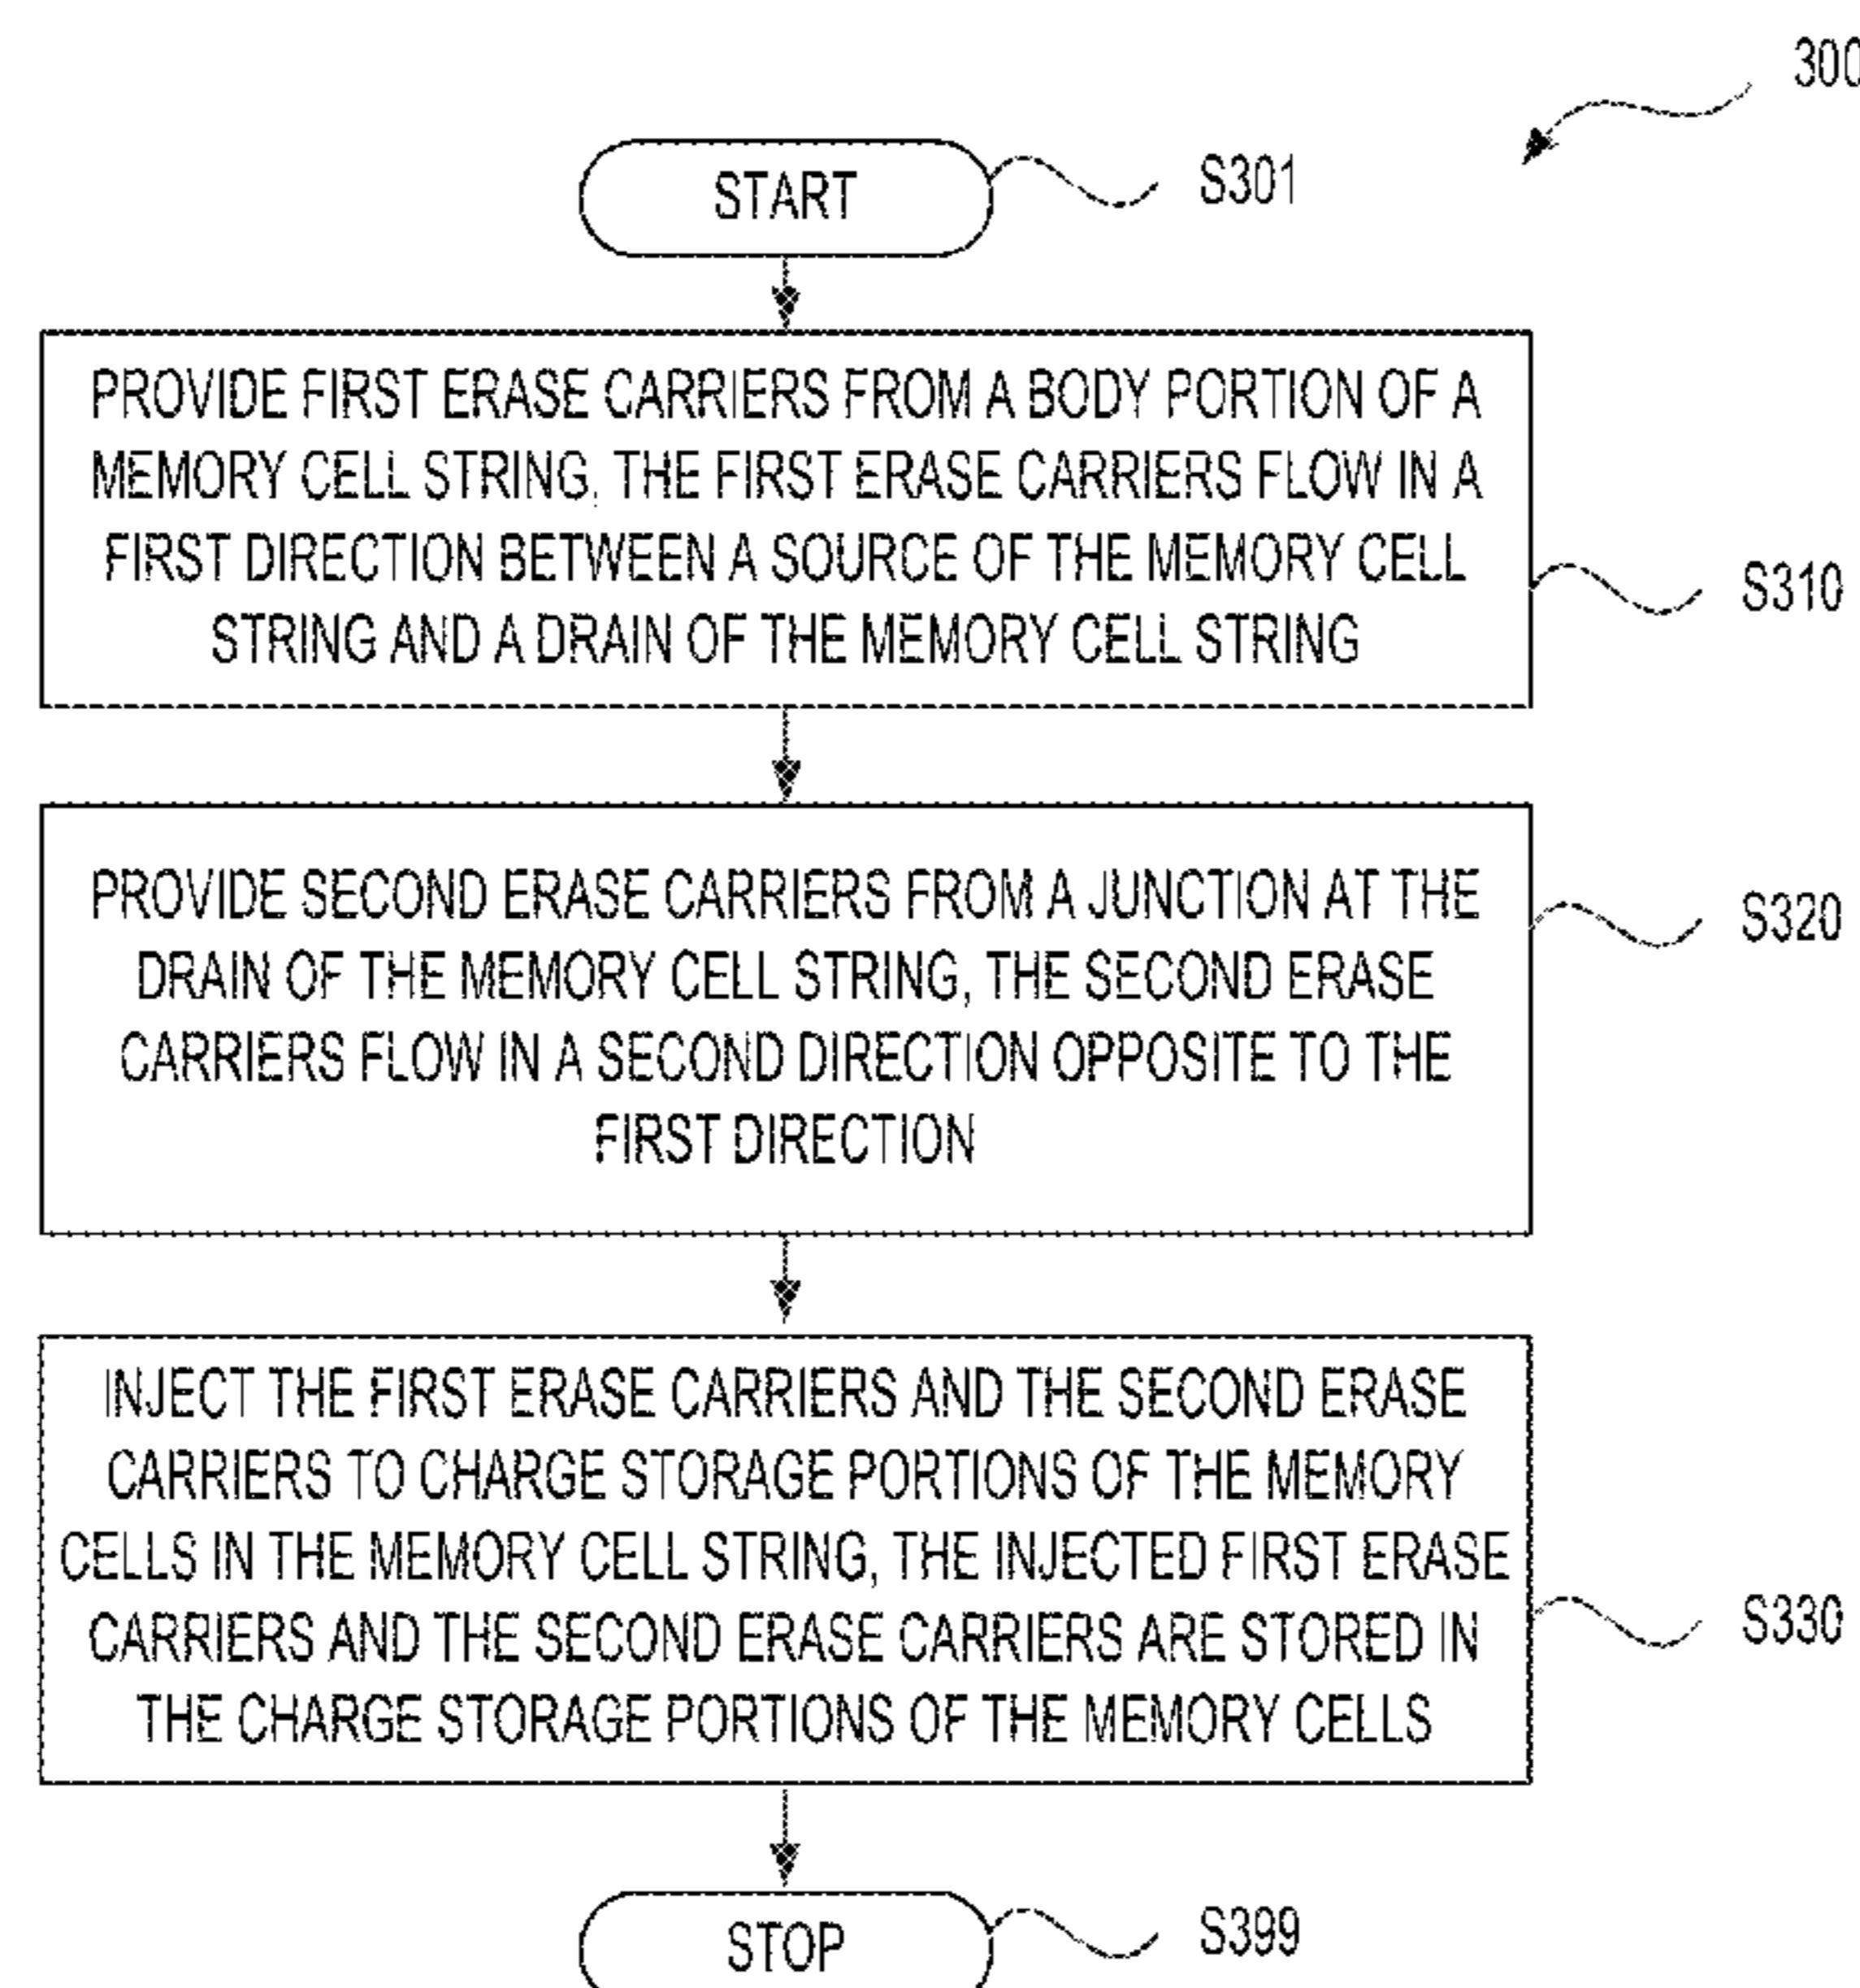 300
START
S301
PROVIDE FIRST ERASE CARRIERS FROM A BODY PORTION OF A
MEMORY CELL STRING, THE FIRST ERASE CARRIERS FLOW IN A
FIRST DIRECTION BETWEEN A SOURCE OF THE MEMORY CELL
STRING AND A DRAIN OF THE MEMORY CELL STRING
S310
PROVIDE SECOND ERASE CARRIERS FROM A JUNCTION AT THE
DRAIN OF THE MEMORY CELL STRING, THE SECOND ERASE
CARRIERS FLOW IN A SECOND DIRECTION OPPOSITE TO THE
FIRST DIRECTION
S320
INJECT THE FIRST ERASE CARRIERS AND THE SECOND ERASE
CARRIERS TO CHARGE STORAGE PORTIONS OF THE MEMORY
CELLS IN THE MEMORY CELL STRING, THE INJECTED FIRST ERASE
CARRIERS AND THE SECOND ERASE CARRIERS ARE STORED IN
THE CHARGE STORAGE PORTIONS OF THE MEMORY CELLS
S330
STOP
S399